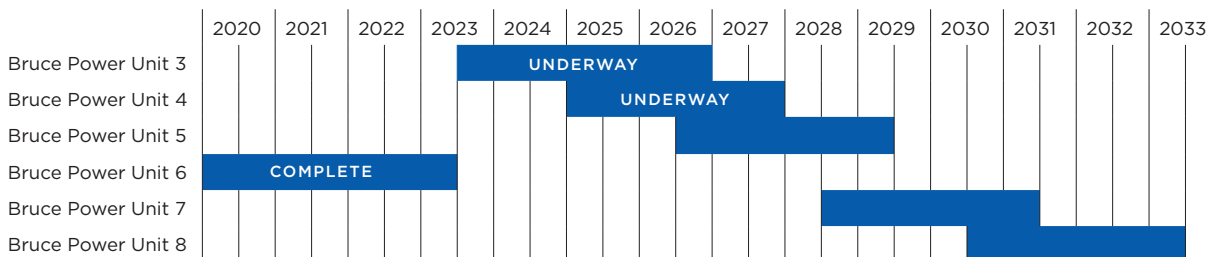 2020 2021 2022 2023 2024 2025 2026 2027 2028 2029 2030 2031 2032 2033
Bruce Power Unit 3 UNDERWAY
Bruce Power Unit 4 UNDERWAY
Bruce Power Unit 5
Bruce Power Unit 6 COMPLETE
Bruce Power Unit 7
Bruce Power Unit 8